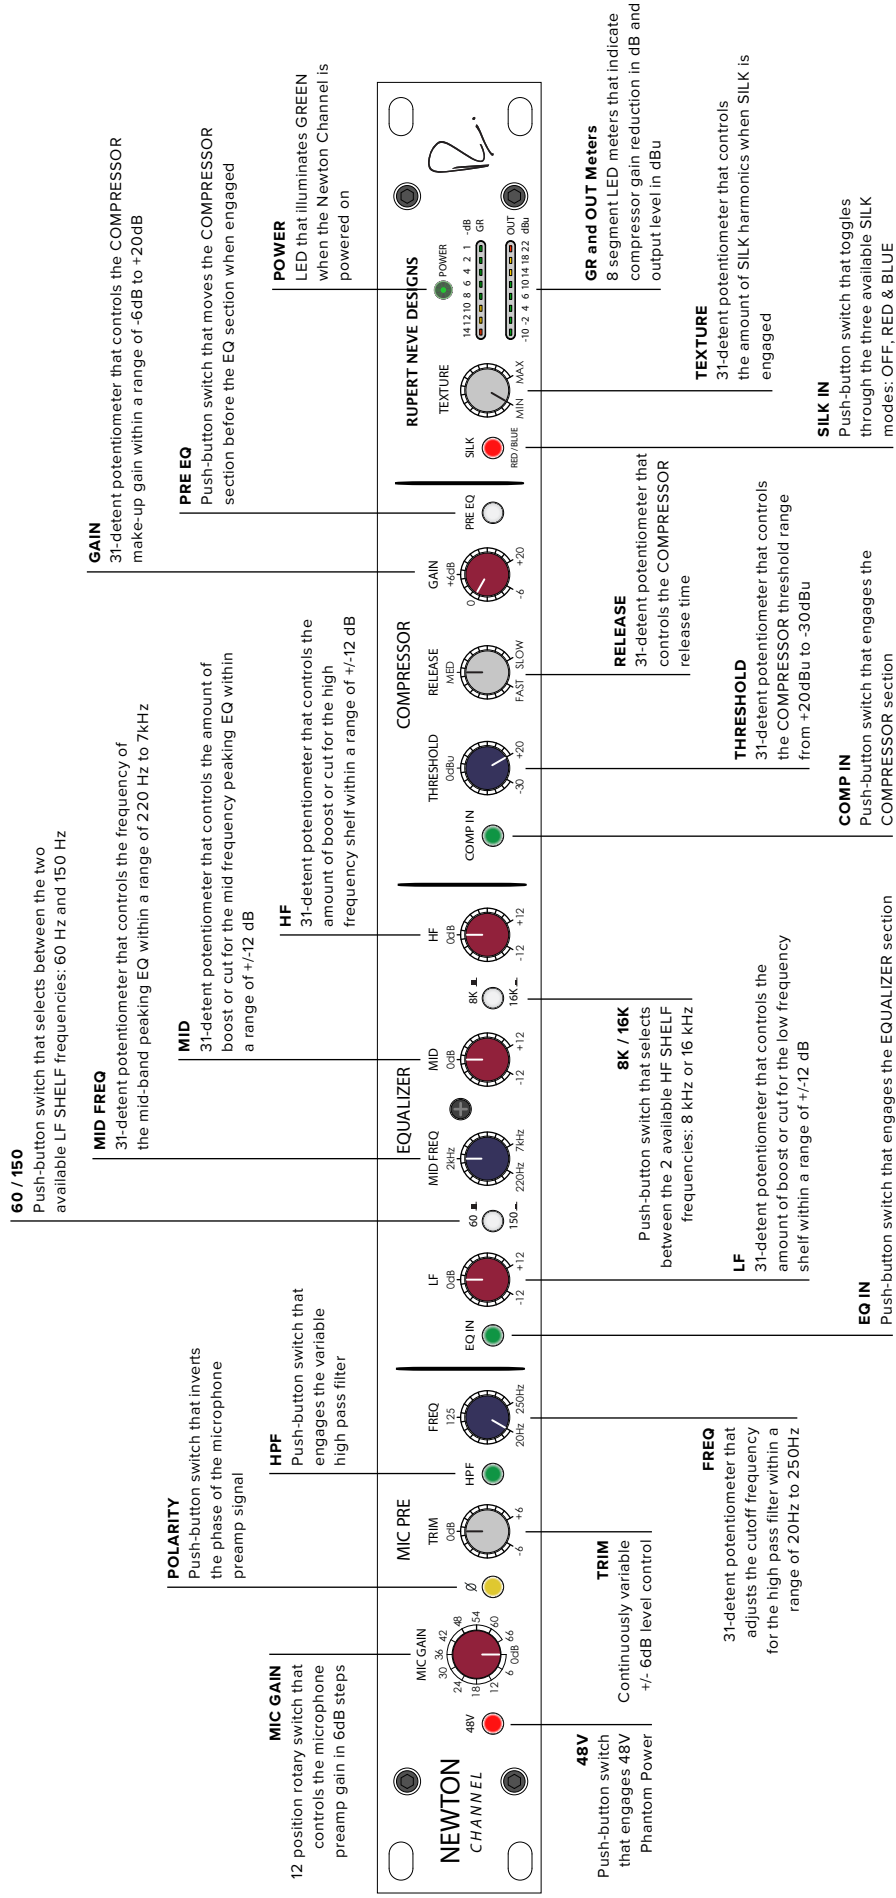 60 / 150
Push-button switch that selects between the two
available LF SHELF frequencies: 60 Hz and 150 Hz
MID FREQ
31-detent potentiometer that controls the frequency of
the mid-band peaking EQ within a range of 220 Hz to 7kHz
GAIN
31-detent potentiometer that controls the COMPRESSOR
make-up gain within a range of -6dB to +20dB
POLARITY
Push-button switch that inverts
the phase of the microphone
preamp signal
MID
31-detent potentiometer that controls the amount of
boost or cut for the mid frequency peaking EQ within
a range of +/-12 dB
PRE EQ
Push-button switch that moves the COMPRESSOR
section before the EQ section when engaged
MIC GAIN
12 position rotary switch that
controls the microphone
preamp gain in 6dB steps
HPF
Push-button switch that
engages the variable
high pass filter
HF
31-detent potentiometer that controls the
amount of boost or cut for the high
frequency shelf within a range of +/-12 dB
POWER
LED that illuminates GREEN
when the Newton Channel is
powered on
NEWTON
CHANNEL
48V
MIC GAIN
0dB
6
12
18
24
30
36
42
48
54
60
66
Ø
MIC PRE
TRIM
0dB
-6
+6
HPF
FREQ
125
20Hz
250Hz
EQUALIZER
EQ IN
LF
0dB
-12
+12
60
150
MID FREQ
2kHz
220Hz
7kHz
MID
0dB
-12
+12
8K
16K
HF
0dB
-12
+12
COMPRESSOR
COMP IN
THRESHOLD
0dBu
-30
+20
RELEASE
MED
FAST
SLOW
GAIN
+6dB
0
-6
+20
PRE EQ
RUPERT NEVE DESIGNS
SILK
RED/BLUE
TEXTURE
MIN
MAX
POWER
14 12 10 8 6 4 2 1 -dB
GR
OUT
-10 -2 4 6 10 14 18 22 dBu
48V
Push-button switch
that engages 48V
Phantom Power
TRIM
Continuously variable
+/- 6dB level control
FREQ
31-detent potentiometer that
adjusts the cutoff frequency
for the high pass filter within a
range of 20Hz to 250Hz
8K / 16K
Push-button switch that selects
between the 2 available HF SHELF
frequencies: 8 kHz or 16 kHz
RELEASE
31-detent potentiometer that
controls the COMPRESSOR
release time
GR and OUT Meters
8 segment LED meters that indicate
compressor gain reduction in dB and
output level in dBu
LF
31-detent potentiometer that controls the
amount of boost or cut for the low frequency
shelf within a range of +/-12 dB
THRESHOLD
31-detent potentiometer that controls
the COMPRESSOR threshold range
from +20dBu to -30dBu
TEXTURE
31-detent potentiometer that controls
the amount of SILK harmonics when SILK is
engaged
EQ IN
Push-button switch that engages the EQUALIZER section
COMP IN
Push-button switch that engages the
COMPRESSOR section
SILK IN
Push-button switch that toggles
through the three available SILK
modes: OFF, RED & BLUE